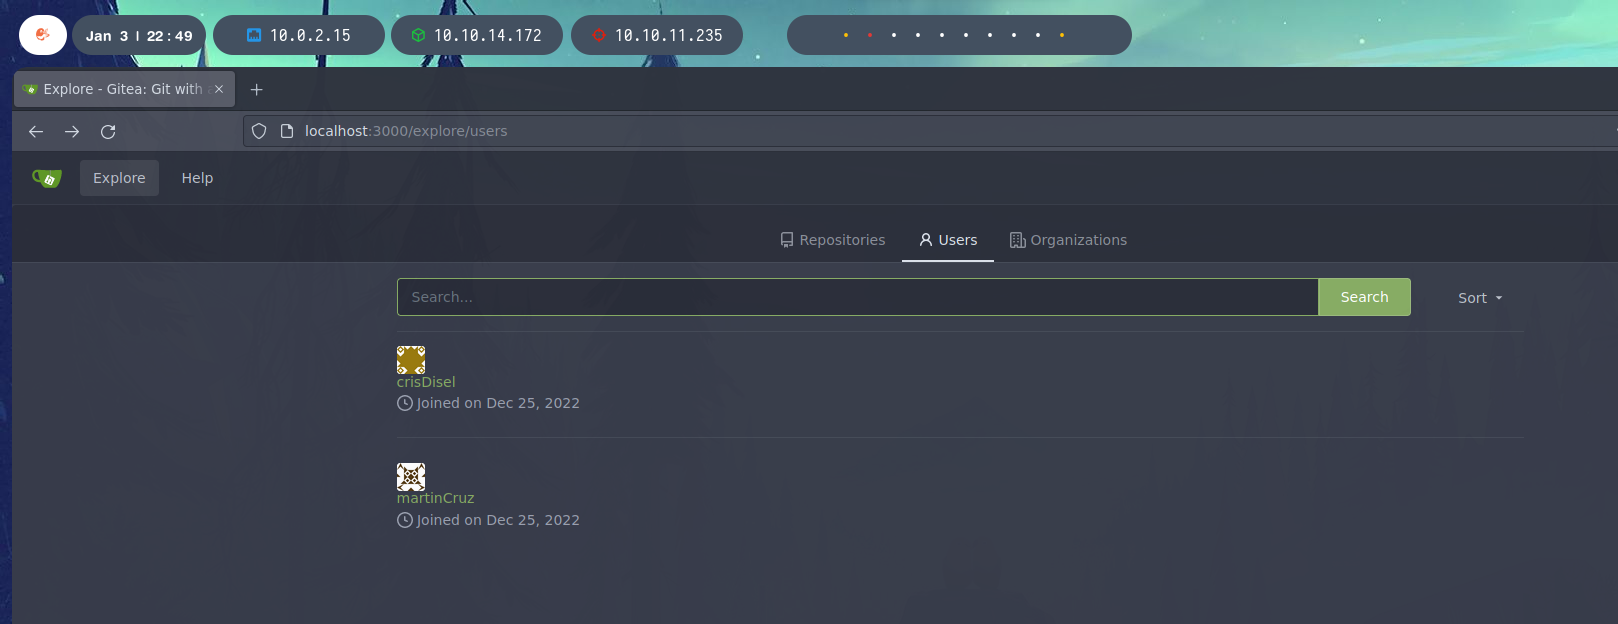 Jan 3 | 22:49 10.0.2.15 10.10.14.172 10.10.11.235
Explore - Gitea: Git with
localhost:3000/explore/users
Explore Help
Repositories Users Organizations
Search... Search Sort
crisDisel
Joined on Dec 25, 2022
martinCruz
Joined on Dec 25, 2022